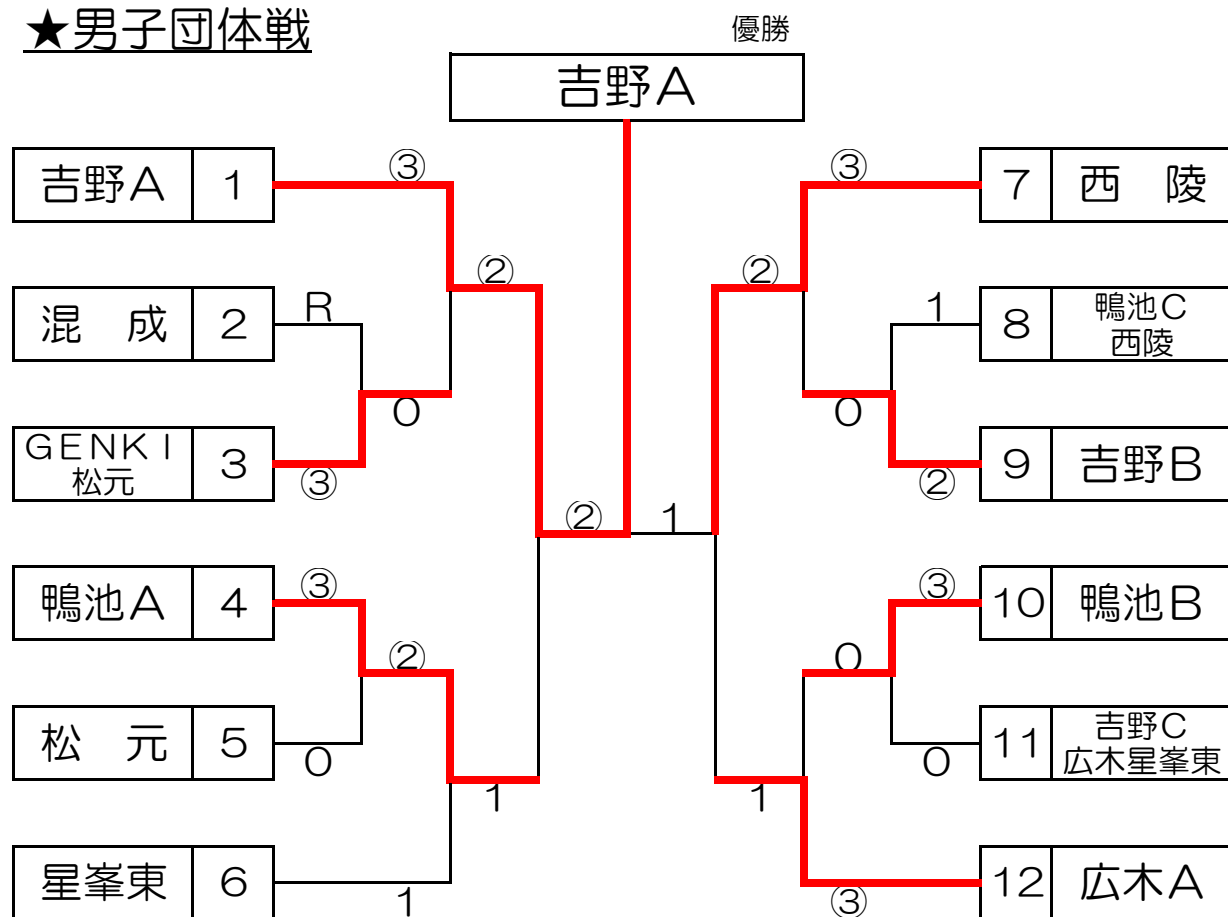 ★男子団体戦
優勝
吉野A
吉野A 1
③
③
7 西 陵
②
②
混 成 2
R
1
8 鴨池C
西陵
0
0
GENKI
松元 3
③
②
9 吉野B
②
1
鴨池A 4
③
③
10 鴨池B
②
0
松 元 5
0
0
11 吉野C
広木星峯東
1
1
星峯東 6
1
③
12 広木A